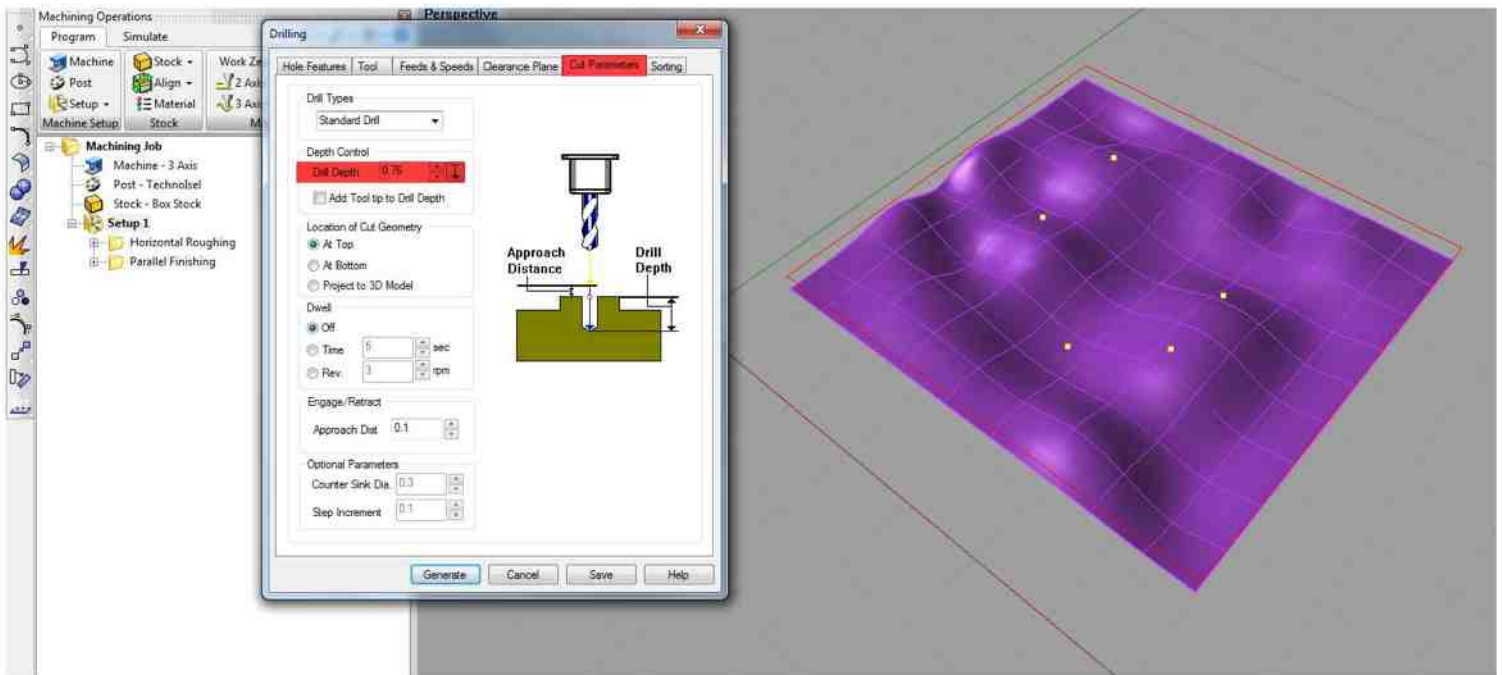 Machining Operations
Perspective
Program Simulate
Machine
Post
Setup
Machine Setup
Stock
Align
Material
Stock
Work Ze
2 Axi
3 Axi
M
Machining Job
Machine - 3 Axis
Post - Technolsel
Stock - Box Stock
Setup 1
Horizontal Roughing
Parallel Finishing
Drilling
Hole Features Tool Feeds & Speeds Clearance Plane Cut Parameters Sorting
Drill Types
Standard Drill
Depth Control
Drill Depth 0.75
Add Tool tip to Drill Depth
Location of Cut Geometry
At Top
At Bottom
Project to 3D Model
Dwell
Off
Time 5 sec
Rev. 3 rpm
Engage/Retract
Approach Dist 0.1
Optional Parameters
Counter Sink Dia. 0.3
Step Increment 0.1
Approach
Distance
Drill
Depth
Generate Cancel Save Help